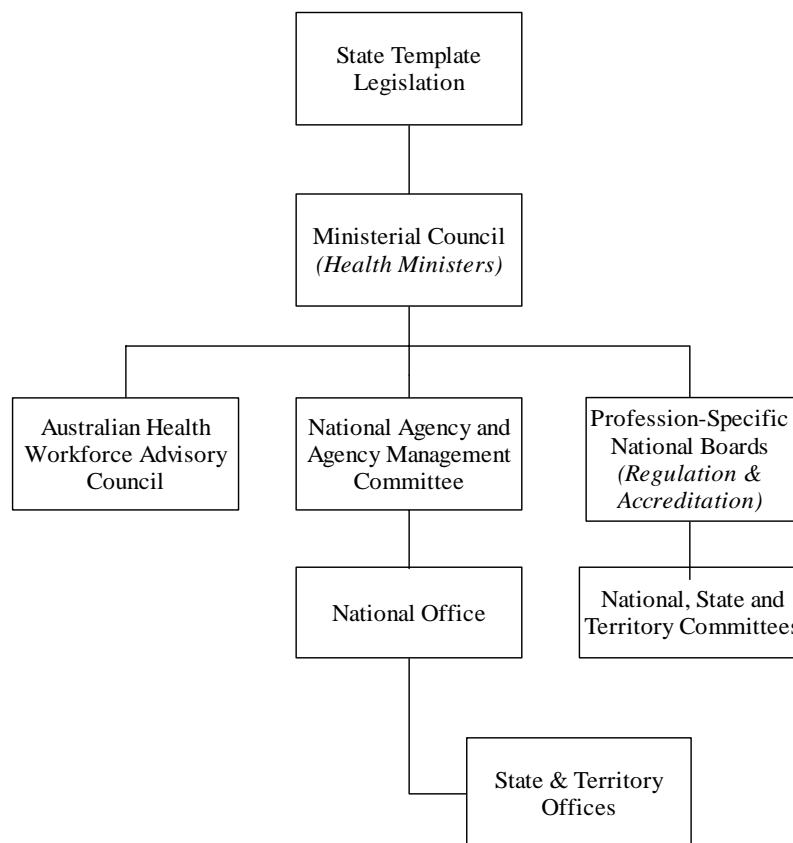 State Template
Legislation
Ministerial Council
(Health Ministers)
Australian Health
Workforce Advisory
Council
National Agency and
Agency Management
Committee
Profession-Specific
National Boards
(Regulation &
Accreditation)
National Office
National, State and
Territory Committees
State & Territory
Offices